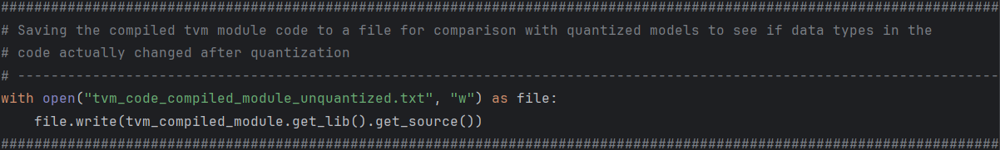 ########################################################################################################################
# Saving the compiled tvm module code to a file for comparison with quantized models to see if data types in the
# code actually changed after quantization
# ----------------------------------------------------------------------------------------------------------------------
with open("tvm_code_compiled_module_unquantized.txt", "w") as file:
    file.write(tvm_compiled_module.get_lib().get_source())
########################################################################################################################